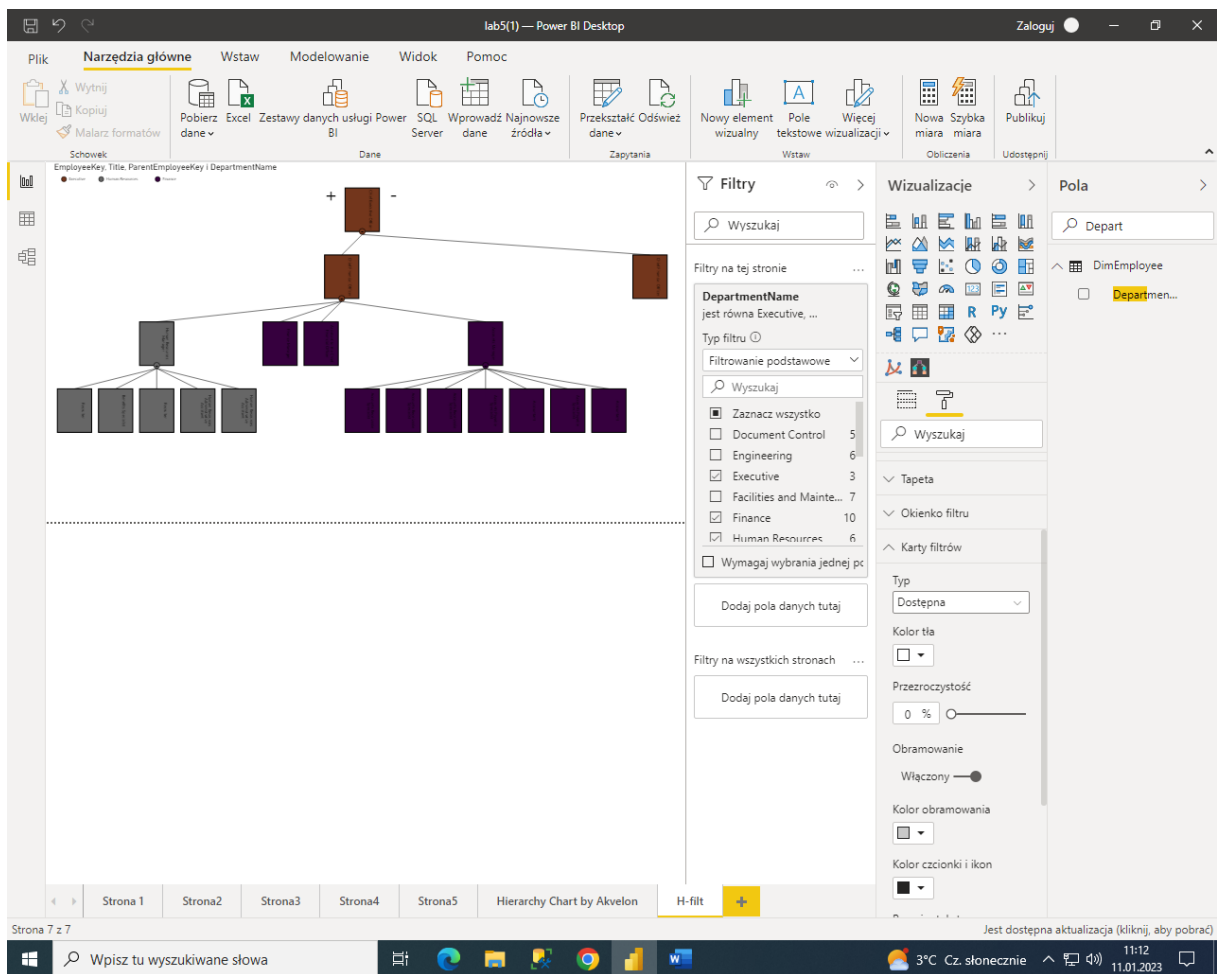 lab5(1) — Power BI Desktop
Zaloguj
Plik
Narzędzia główne
Wstaw
Modelowanie
Widok
Pomoc
Wklej
Wytnij
Kopiuj
Malarz formatów
Schowek
Pobierz dane
Excel
Zestawy danych usługi Power BI
SQL Server
Wprowadź dane
Najnowsze źródła
Dane
Przekształć dane
Odśwież
Zapytania
Nowy element wizualny
Pole tekstowe
Więcej wizualizacji
Wstaw
Nowa miara
Szybka miara
Obliczenia
Publikuj
Udostępnij
EmployeeKey, Title, ParentEmployeeKey i DepartmentName
Executive
Human Resources
Finance
+
-
Filtry
Wyszukaj
Filtry na tej stronie
...
DepartmentName
jest równa Executive, ...
Typ filtru
Filtrowanie podstawowe
Wyszukaj
Zaznacz wszystko
Document Control 5
Engineering 6
Executive 3
Facilities and Mainte... 7
Finance 10
Human Resources 6
Wymagaj wybrania jednej po
Dodaj pola danych tutaj
Filtry na wszystkich stronach
...
Dodaj pola danych tutaj
Wizualizacje
123
R
Py
...
Wyszukaj
Tapeta
Okienko filtru
Karty filtrów
Typ
Dostępna
Kolor tła
Przezroczystość
0 %
Obramowanie
Włączony
Kolor obramowania
Kolor czcionki i ikon
Pola
Depart
DimEmployee
Departmen...
Strona 1
Strona2
Strona3
Strona4
Strona5
Hierarchy Chart by Akvelon
H-filt
+
Strona 7 z 7
Jest dostępna aktualizacja (kliknij, aby pobrać)
Wpisz tu wyszukiwane słowa
3°C Cz. słonecznie
11:12
11.01.2023